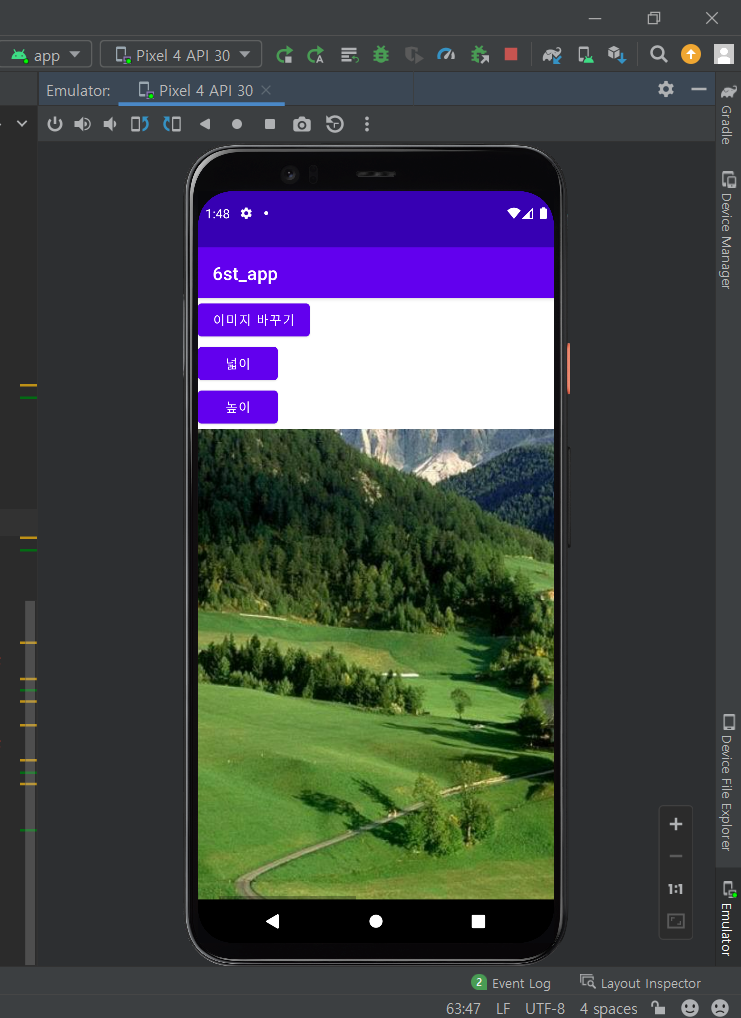 app Pixel 4 API 30
Emulator: Pixel 4 API 30
Gradle
Device Manager
1:48
6st_app
이미지 바꾸기
넓이
높이
Device File Explorer
1:1
Emulator
2 Event Log Layout Inspector
63:47 LF UTF-8 4 spaces